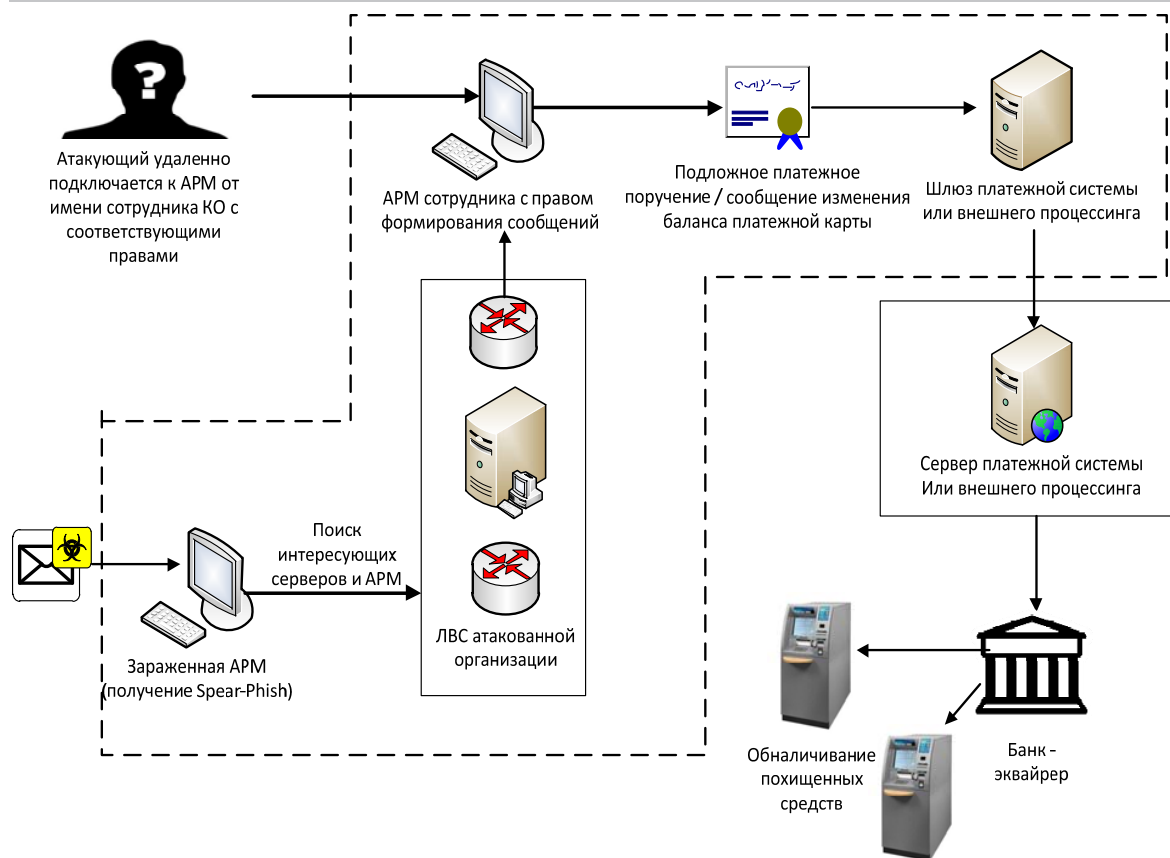 ?
Атакующий удаленно
подключается к АРМ от
имени сотрудника КО с
соответствующими
правами
АРМ сотрудника с правом
формирования сообщений
Подложное платежное
поручение / сообщение изменения
баланса платежной карты
Шлюз платежной системы
или внешнего процессинга
Сервер платежной системы
Или внешнего процессинга
Поиск
интересующих
серверов и АРМ
ЛВС атакованной
организации
Зараженная АРМ
(получение Spear-Phish)
Обналичивание
похищенных
средств
Банк -
эквайрер